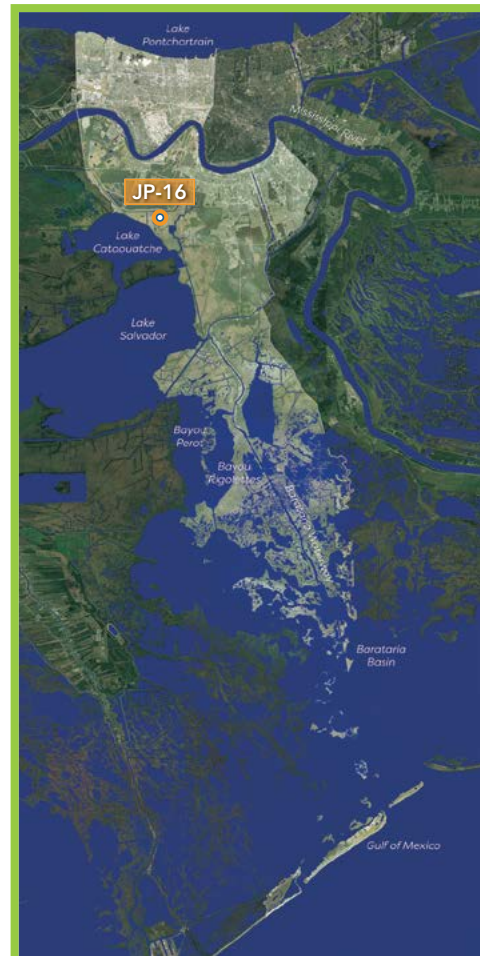 Lake
Pontchartrain
Mississippi River
JP-16
Lake
Cataouatche
Lake
Salvador
Bayou
Perot
Bayou
Rigolettes
Barataria Waterway
Barataria
Basin
Gulf of Mexico